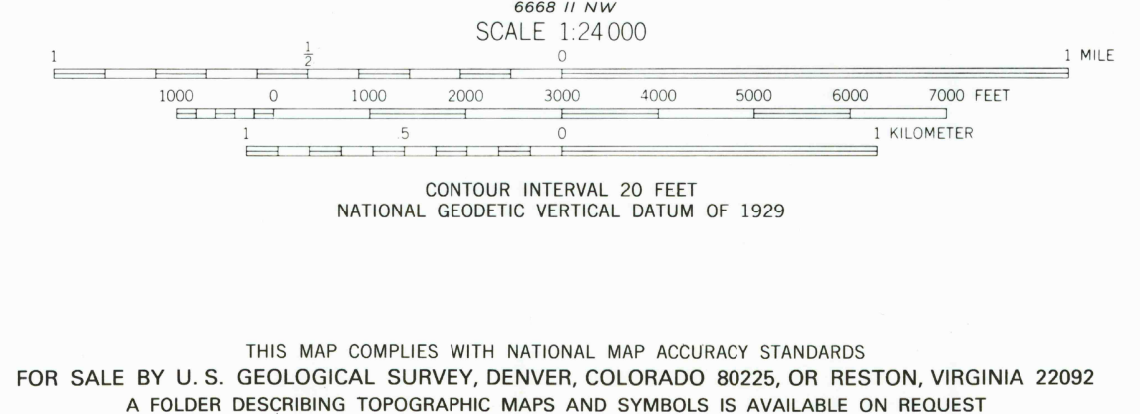 6668 II NW
SCALE 1:24 000
1 1/2 0 1 MILE
1000 0 1000 2000 3000 4000 5000 6000 7000 FEET
1 .5 0 1 KILOMETER
CONTOUR INTERVAL 20 FEET
NATIONAL GEODETIC VERTICAL DATUM OF 1929
THIS MAP COMPLIES WITH NATIONAL MAP ACCURACY STANDARDS
FOR SALE BY U. S. GEOLOGICAL SURVEY, DENVER, COLORADO 80225, OR RESTON, VIRGINIA 22092
A FOLDER DESCRIBING TOPOGRAPHIC MAPS AND SYMBOLS IS AVAILABLE ON REQUEST